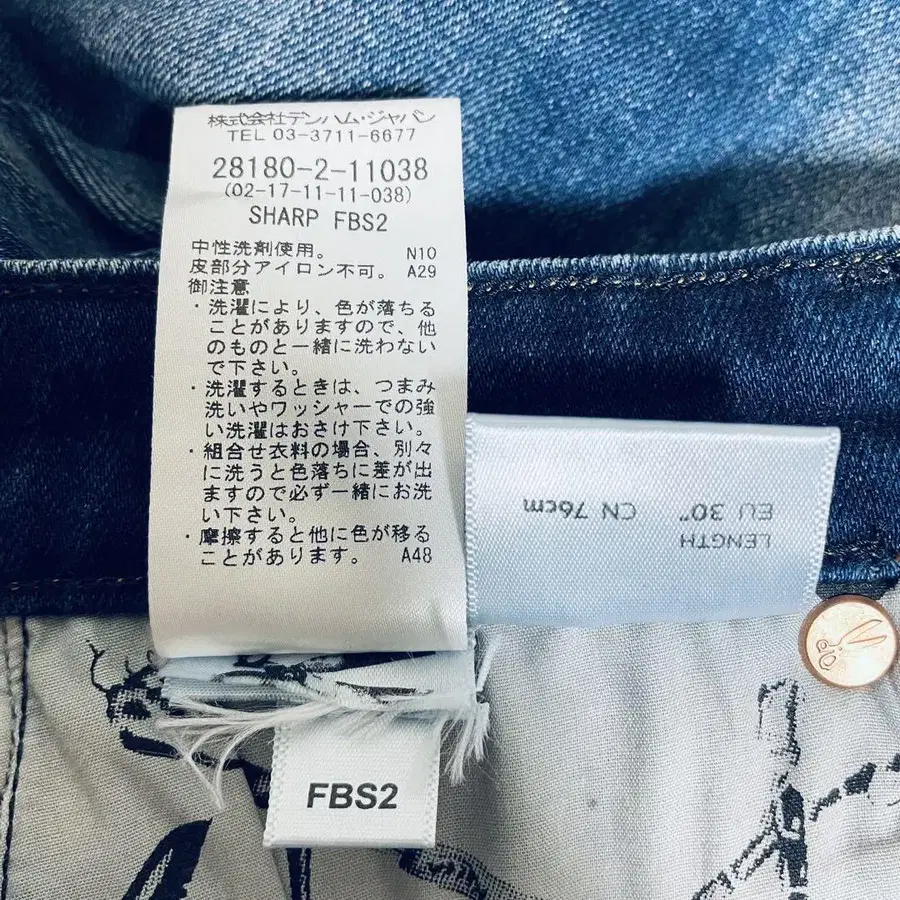 株式会社デンハム・ジャパン
TEL 03-3711-6677
28180-2-11038
(02-17-11-11-038)
SHARP FBS2
中性洗剤使用。 N10
皮部分アイロン不可。 A29
御注意
・洗濯により、色が落ちる
ことがありますので、他
のものと一緒に洗わない
で下さい。
・洗濯するときは、つまみ
洗いやワッシャーでの強
い洗濯はおさけ下さい。
・組合せ衣料の場合、別々
に洗うと色落ちに差が出
ますので必ず一緒にお洗
い下さい。
・摩擦すると他に色が移る
ことがあります。 A48
LENGTH
EU 30" CN 76cm
FBS2